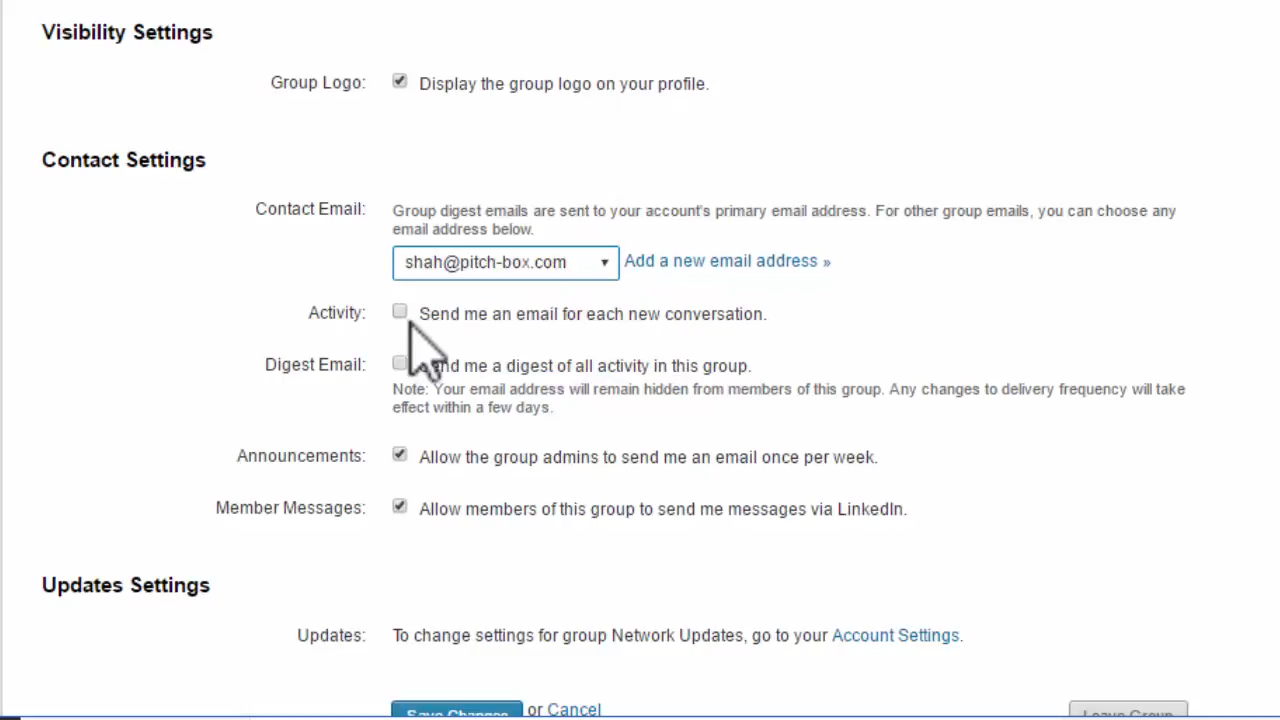 Visibility Settings
Group Logo: Display the group logo on your profile.
Contact Settings
Contact Email: Group digest emails are sent to your account's primary email address. For other group emails, you can choose any
email address below.
shah@pitch-box.com Add a new email address »
Activity: Send me an email for each new conversation.
Digest Email: Send me a digest of all activity in this group.
Note: Your email address will remain hidden from members of this group. Any changes to delivery frequency will take
effect within a few days.
Announcements: Allow the group admins to send me an email once per week.
Member Messages: Allow members of this group to send me messages via LinkedIn.
Updates Settings
Updates: To change settings for group Network Updates, go to your Account Settings.
Save Changes or Cancel Leave Group